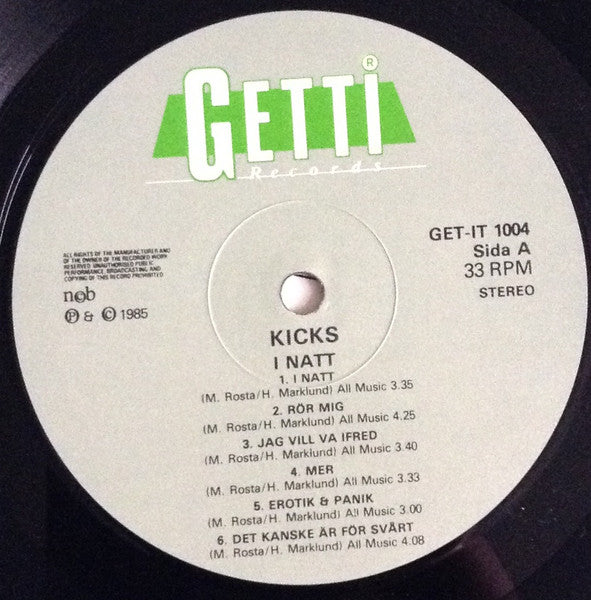 GETTi®
Records
GET-IT 1004
Sida A
33 RPM
STEREO
ALL RIGHTS OF THE MANUFACTURER AND
OF THE OWNER OF THE RECORDED WORK
RESERVED. UNAUTHORISED PUBLIC
PERFORMANCE, BROADCASTING AND
COPYING OF THIS RECORD PROHIBITED
ncb
Ⓟ & © 1985
KICKS
I NATT
1. I NATT
(M. Rosta/H. Marklund) All Music 3.35
2. RÖR MIG
(M. Rosta/H. Marklund) All Music 4.25
3. JAG VILL VA IFRED
(M. Rosta/H. Marklund) All Music 3.40
4. MER
(M. Rosta/H. Marklund) All Music 3.33
5. EROTIK & PANIK
(M. Rosta/H. Marklund) All Music 3.00
6. DET KANSKE ÄR FÖR SVÅRT
(M. Rosta/H. Marklund) All Music 4.08